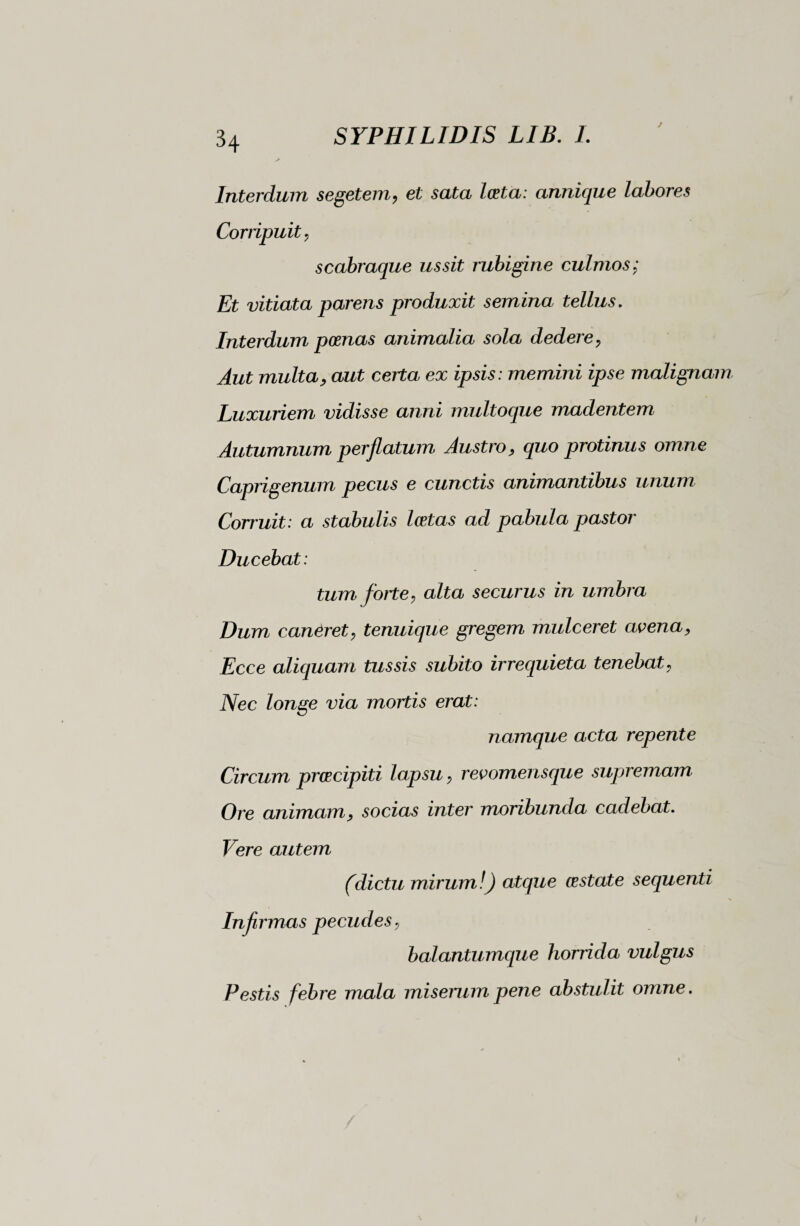 34 SYPHILIDIS LIB. I.
Interdum segetem, et sata læta: annique labores
Corripuit,
scabraque ussit rubigine culmos;
Et vitiata parens produxit semina tellus.
Interdum pœnas animalia sola dedere,
Aut multa, aut certa ex ipsis: memini ipse malignam
Luxuriem vidisse anni multoque madentem
Autumnum perflatum Austro, quo protinus omne
Caprigenum pecus e cunctis animantibus unum
Corruit: a stabulis lætas ad pabula pastor
Ducebat:
tum forte, alta securus in umbra
Dum caneret, tenuique gregem mulceret avena,
Ecce aliquam tussis subito irrequieta tenebat,
Nec longe via mortis erat:
namque acta repente
Circum præcipiti lapsu, revomensque supremam
Ore animam, socias inter moribunda cadebat.
Vere autem
(dictu mirum!) atque æstate sequenti
Infirmas pecudes,
balantumque horrida vulgus
Pestis febre mala miserum pene abstulit omne.